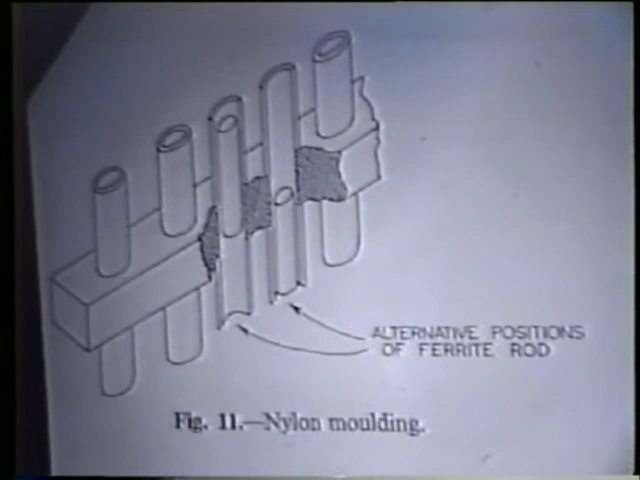 ALTERNATIVE POSITIONS
OF FERRITE ROD
Fig. 11.—Nylon moulding.